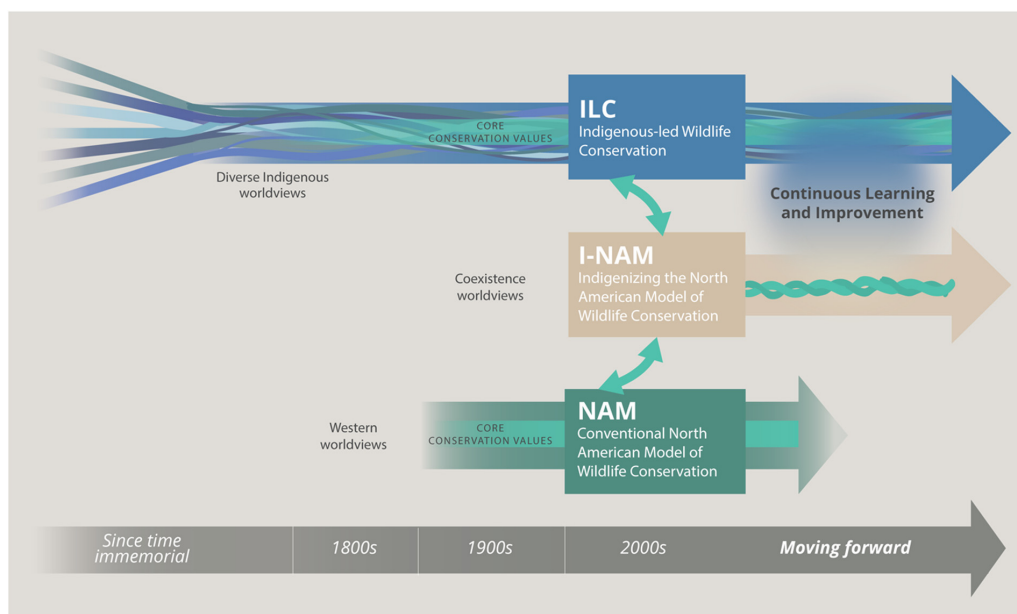 ILC
Indigenous-led Wildlife
Conservation
CORE
CONSERVATION VALUES
Diverse Indigenous
worldviews
Continuous Learning
and Improvement
I-NAM
Indigenizing the North
American Model of
Wildlife Conservation
Coexistence
worldviews
NAM
Conventional North
American Model of
Wildlife Conservation
CORE
CONSERVATION VALUES
Western
worldviews
Since time
immemorial
1800s
1900s
2000s
Moving forward